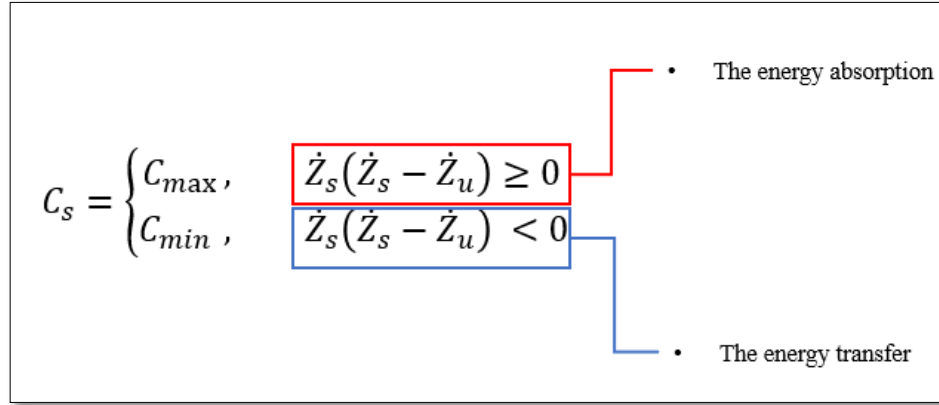 • The energy absorption
C_s = { C_max , Ż_s(Ż_s − Ż_u) ≥ 0
C_min , Ż_s(Ż_s − Ż_u) < 0
• The energy transfer